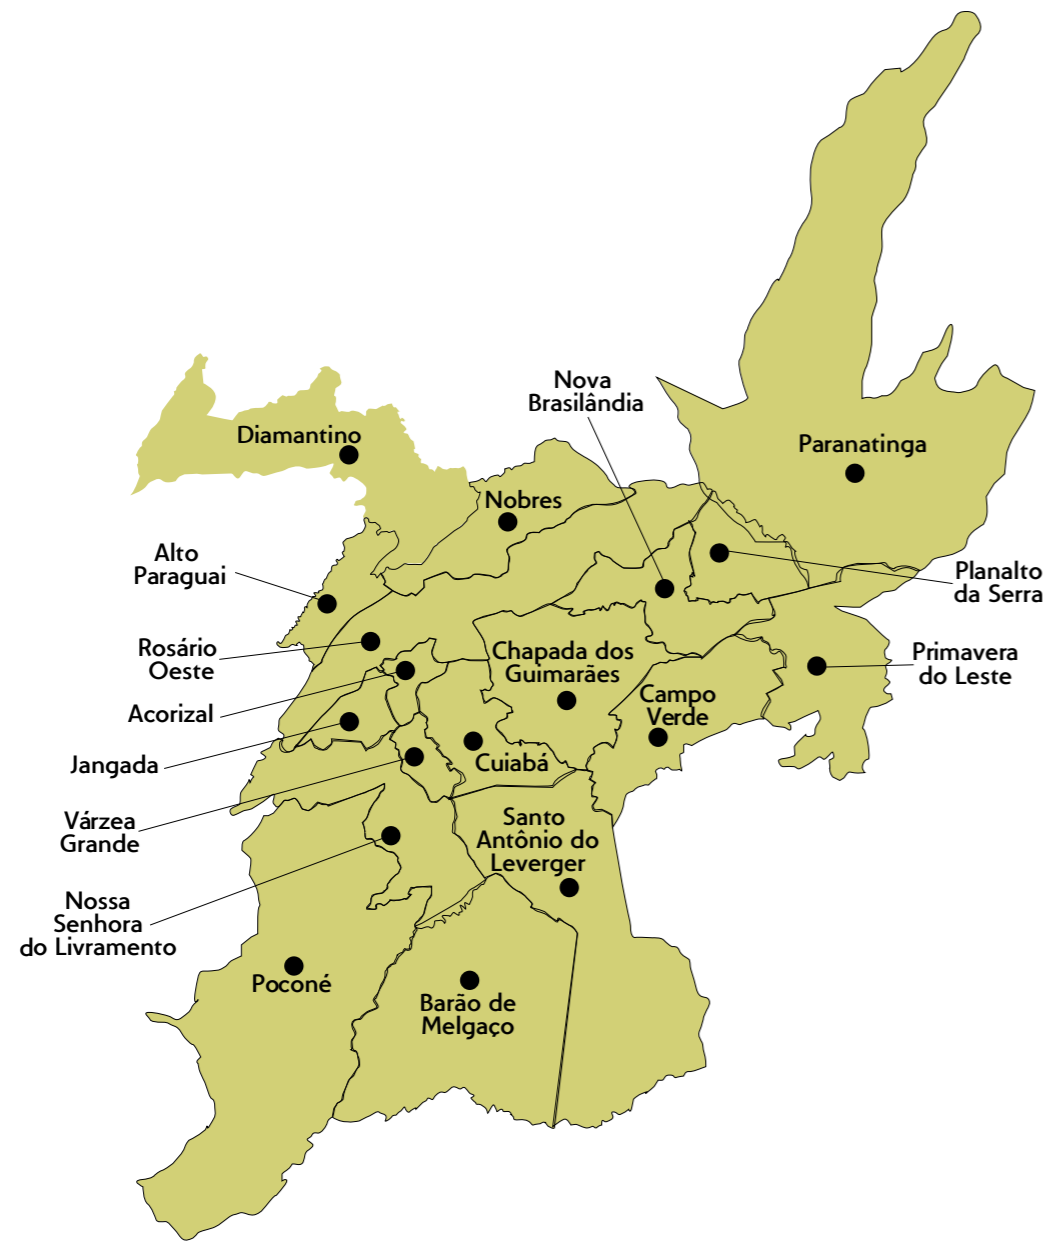 Nova
Brasilândia
Diamantino
Paranatinga
Nobres
Alto
Paraguai
Planalto
da Serra
Rosário
Oeste
Chapada dos
Guimarães
Primavera
do Leste
Campo
Verde
Acorizal
Jangada
Cuiabá
Várzea
Grande
Santo
Antônio do
Leverger
Nossa
Senhora
do Livramento
Poconé
Barão de
Melgaço